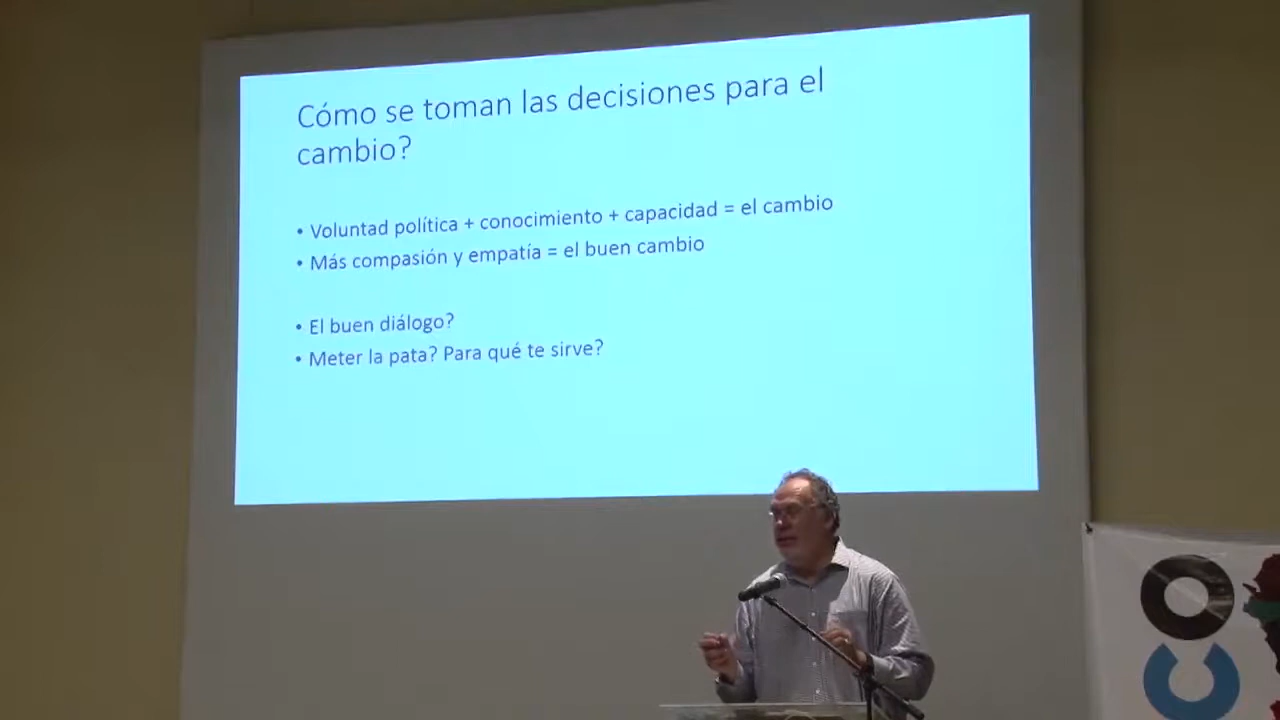 Cómo se toman las decisiones para el
cambio?
• Voluntad política + conocimiento + capacidad = el cambio
• Más compasión y empatía = el buen cambio
• El buen diálogo?
• Meter la pata? Para qué te sirve?